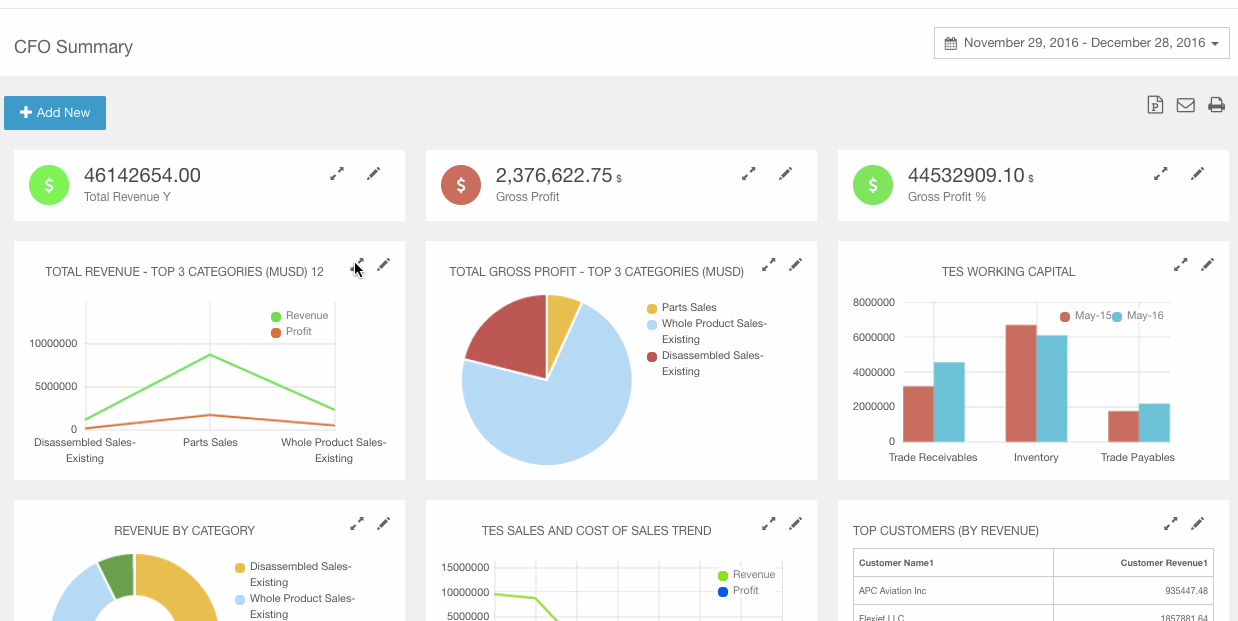 CFO Summary
November 29, 2016 - December 28, 2016
Add New
46142654.00
Total Revenue Y
2,376,622.75 $
Gross Profit
44532909.10 $
Gross Profit %
TOTAL REVENUE - TOP 3 CATEGORIES (MUSD) 12
Revenue
Profit
10000000
5000000
0
Disassembled Sales-
Existing
Parts Sales
Whole Product Sales-
Existing
TOTAL GROSS PROFIT - TOP 3 CATEGORIES (MUSD)
Parts Sales
Whole Product Sales-
Existing
Disassembled Sales-
Existing
TES WORKING CAPITAL
May-15
May-16
8000000
6000000
4000000
2000000
0
Trade Receivables
Inventory
Trade Payables
REVENUE BY CATEGORY
Disassembled Sales-
Existing
Whole Product Sales-
Existing
TES SALES AND COST OF SALES TREND
Revenue
Profit
15000000
10000000
5000000
TOP CUSTOMERS (BY REVENUE)
Customer Name1 Customer Revenue1
APC Aviation Inc 935447.48
Flexjet LLC 1857881.64